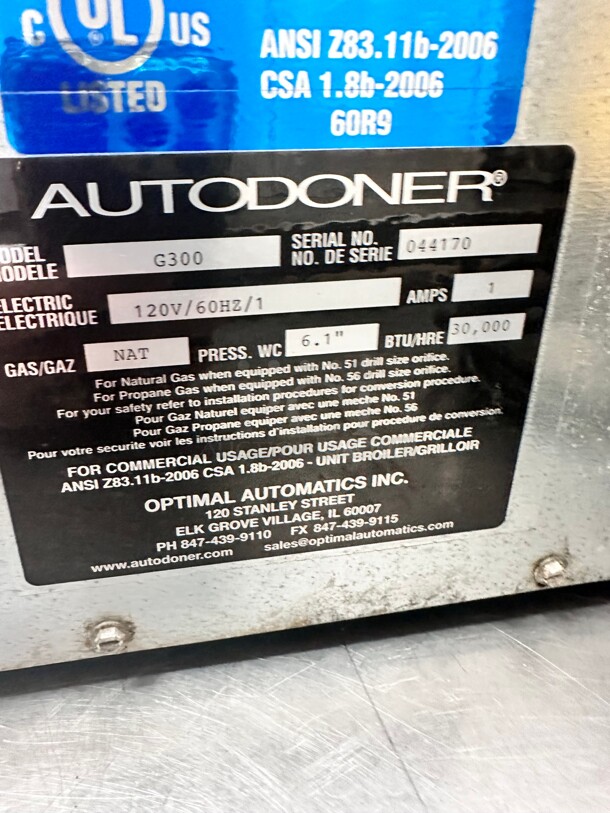 C UL US
®
LISTED
ANSI Z83.11b-2006
CSA 1.8b-2006
60R9
AUTODONER®
ODEL
MODELE G300
SERIAL NO.
NO. DE SERIE 044170
ELECTRIC
ELECTRIQUE 120V/60HZ/1 AMPS 1
GAS/GAZ NAT PRESS. WC 6.1" BTU/HRE 30,000
For Natural Gas when equipped with No. 51 drill size orifice.
For Propane Gas when equipped with No. 56 drill size orifice.
For your safety refer to installation procedures for conversion procedure.
Pour Gaz Naturel equiper avec une meche No. 51
Pour Gaz Propane equiper avec une meche No. 56
Pour votre securite voir les instructions d'installation pour procedure de conversion.
FOR COMMERCIAL USAGE/POUR USAGE COMMERCIALE
ANSI Z83.11b-2006 CSA 1.8b-2006 - UNIT BROILER/GRILLOIR
OPTIMAL AUTOMATICS INC.
120 STANLEY STREET
ELK GROVE VILLAGE, IL 60007
PH 847-439-9110 FX 847-439-9115
www.autodoner.com sales@optimalautomatics.com